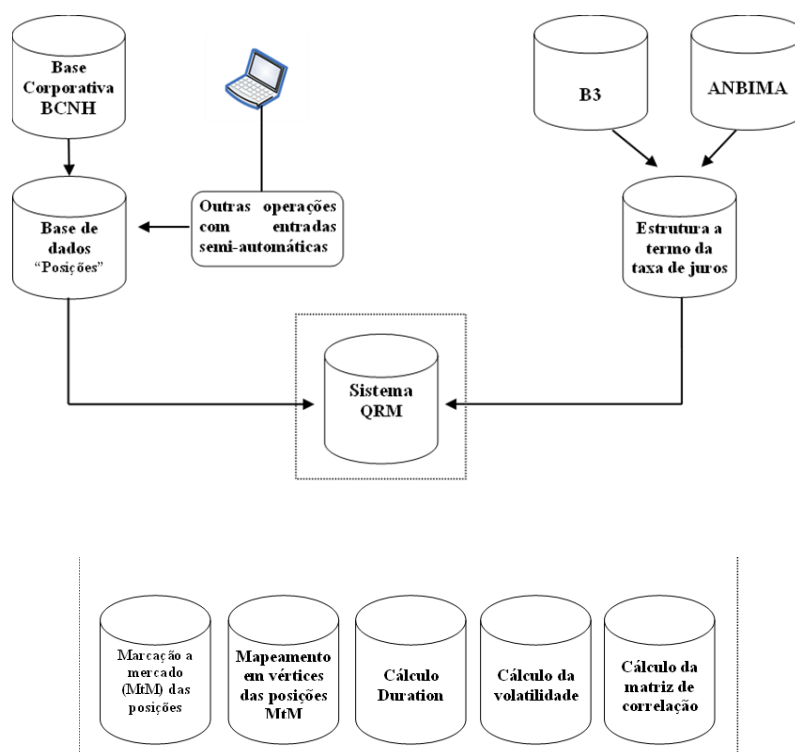 Base
Corporativa
BCNH
B3
ANBIMA
Base de
dados
“Posições”
Outras operações
com entradas
semi-automáticas
Estrutura a
termo da
taxa de juros
Sistema
QRM
Marcação a
mercado
(MtM) das
posições
Mapeamento
em vértices
das posições
MtM
Cálculo
Duration
Cálculo da
volatilidade
Cálculo da
matriz de
correlação